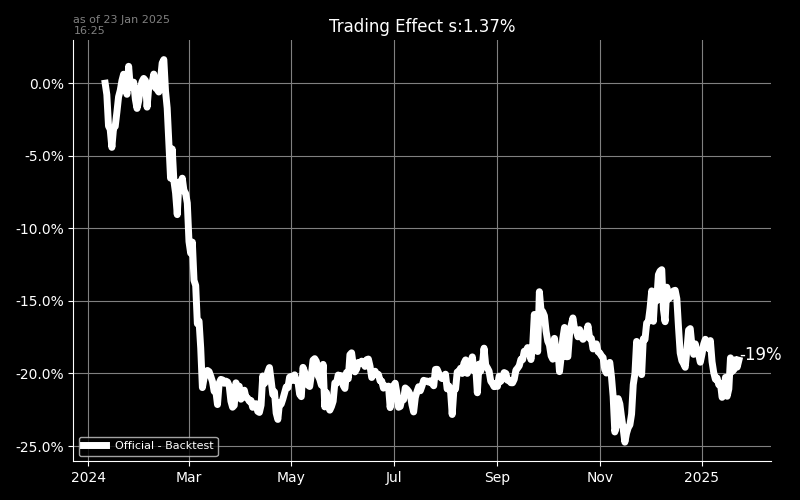 as of 23 Jan 2025
16:25
Trading Effect s:1.37%
0.0%
-5.0%
-10.0%
-15.0%
-20.0%
-25.0%
-19%
Official - Backtest
2024 Mar May Jul Sep Nov 2025